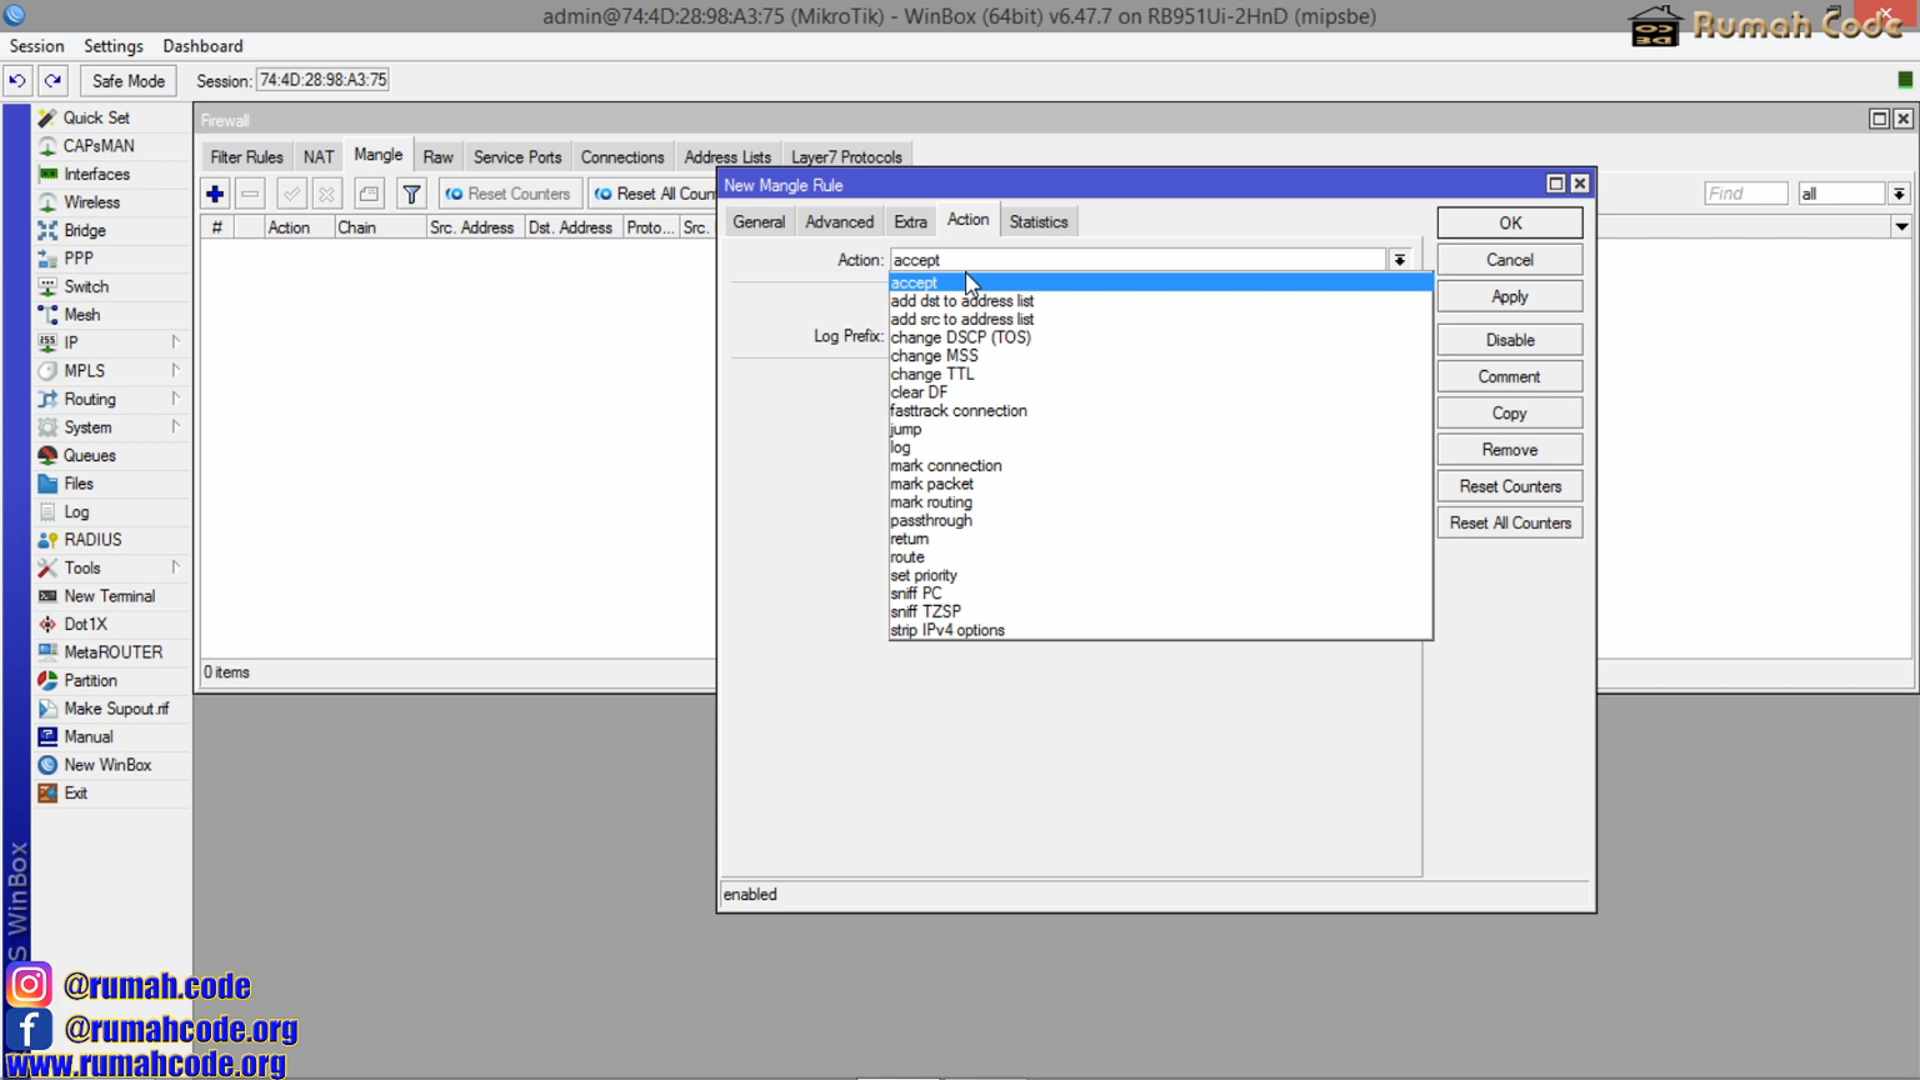 admin@74:4D:28:98:A3:75 (MikroTik) - WinBox (64bit) v6.47.7 on RB951Ui-2HnD (mipsbe)
Rumah Code
Session Settings Dashboard
Safe Mode Session: 74:4D:28:98:A3:75
Quick Set
CAPsMAN
Interfaces
Wireless
Bridge
PPP
Switch
Mesh
IP
MPLS
Routing
System
Queues
Files
Log
RADIUS
Tools
New Terminal
Dot1X
MetaROUTER
Partition
Make Supout.rif
Manual
New WinBox
Exit
S WinBox
Firewall
Filter Rules NAT Mangle Raw Service Ports Connections Address Lists Layer7 Protocols
Reset Counters Reset All Coun
Find all
# Action Chain Src. Address Dst. Address Proto... Src.
0 items
New Mangle Rule
General Advanced Extra Action Statistics
Action: accept
Log Prefix:
accept
add dst to address list
add src to address list
change DSCP (TOS)
change MSS
change TTL
clear DF
fasttrack connection
jump
log
mark connection
mark packet
mark routing
passthrough
return
route
set priority
sniff PC
sniff TZSP
strip IPv4 options
OK
Cancel
Apply
Disable
Comment
Copy
Remove
Reset Counters
Reset All Counters
enabled
@rumah.code
@rumahcode.org
www.rumahcode.org